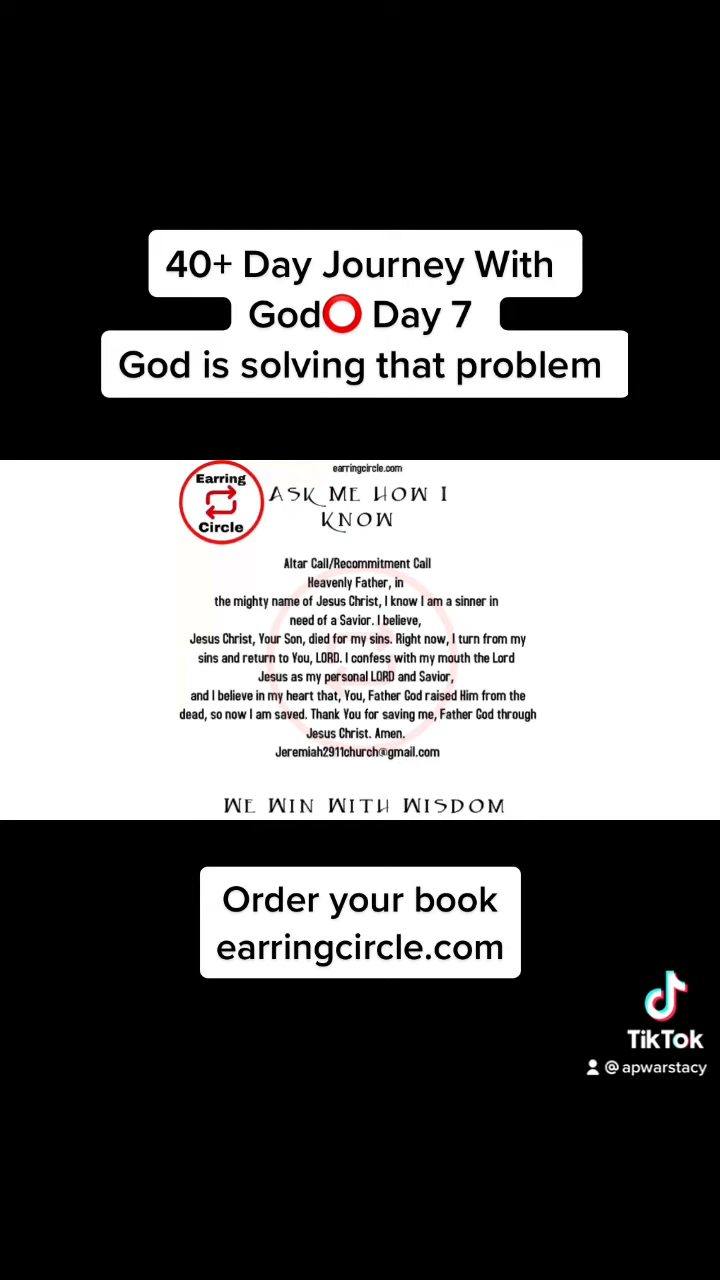 40+ Day Journey With
God⭕ Day 7
God is solving that problem
earringcircle.com
Earring
Circle
ASK ME HOW I
KNOW
Altar Call/Recommitment Call
Heavenly Father, in
the mighty name of Jesus Christ, I know I am a sinner in
need of a Savior. I believe,
Jesus Christ, Your Son, died for my sins. Right now, I turn from my
sins and return to You, LORD. I confess with my mouth the Lord
Jesus as my personal LORD and Savior,
and I believe in my heart that, You, Father God raised Him from the
dead, so now I am saved. Thank You for saving me, Father God through
Jesus Christ. Amen.
Jeremiah2911church@gmail.com
WE WIN WITH WISDOM
Order your book
earringcircle.com
TikTok
@apwarstacy